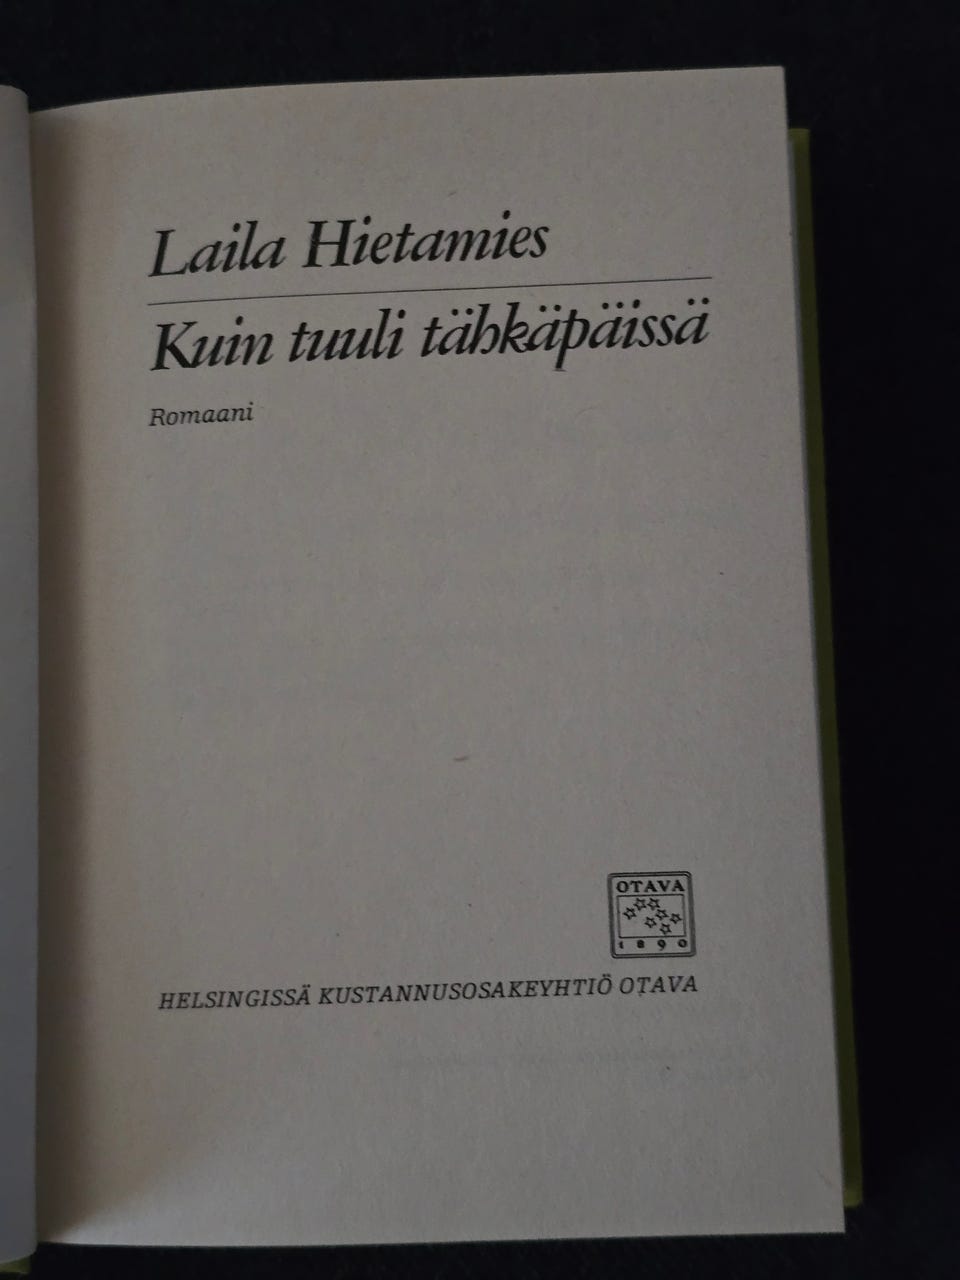 Laila Hietamies
Kuin tuuli tähkäpäissä
Romaani
OTAVA
1890
HELSINGISSÄ KUSTANNUSOSAKEYHTIÖ OTAVA